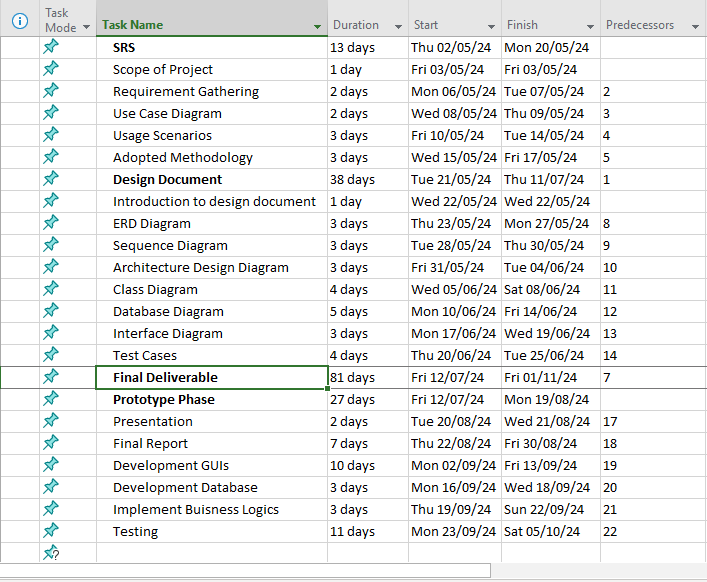 Task Mode Task Name Duration Start Finish Predecessors
SRS 13 days Thu 02/05/24 Mon 20/05/24
Scope of Project 1 day Fri 03/05/24 Fri 03/05/24
Requirement Gathering 2 days Mon 06/05/24 Tue 07/05/24 2
Use Case Diagram 2 days Wed 08/05/24 Thu 09/05/24 3
Usage Scenarios 3 days Fri 10/05/24 Tue 14/05/24 4
Adopted Methodology 3 days Wed 15/05/24 Fri 17/05/24 5
Design Document 38 days Tue 21/05/24 Thu 11/07/24 1
Introduction to design document 1 day Wed 22/05/24 Wed 22/05/24
ERD Diagram 3 days Thu 23/05/24 Mon 27/05/24 8
Sequence Diagram 3 days Tue 28/05/24 Thu 30/05/24 9
Architecture Design Diagram 3 days Fri 31/05/24 Tue 04/06/24 10
Class Diagram 4 days Wed 05/06/24 Sat 08/06/24 11
Database Diagram 5 days Mon 10/06/24 Fri 14/06/24 12
Interface Diagram 3 days Mon 17/06/24 Wed 19/06/24 13
Test Cases 4 days Thu 20/06/24 Tue 25/06/24 14
Final Deliverable 81 days Fri 12/07/24 Fri 01/11/24 7
Prototype Phase 27 days Fri 12/07/24 Mon 19/08/24
Presentation 2 days Tue 20/08/24 Wed 21/08/24 17
Final Report 7 days Thu 22/08/24 Fri 30/08/24 18
Development GUIs 10 days Mon 02/09/24 Fri 13/09/24 19
Development Database 3 days Mon 16/09/24 Wed 18/09/24 20
Implement Buisness Logics 3 days Thu 19/09/24 Sun 22/09/24 21
Testing 11 days Mon 23/09/24 Sat 05/10/24 22
?